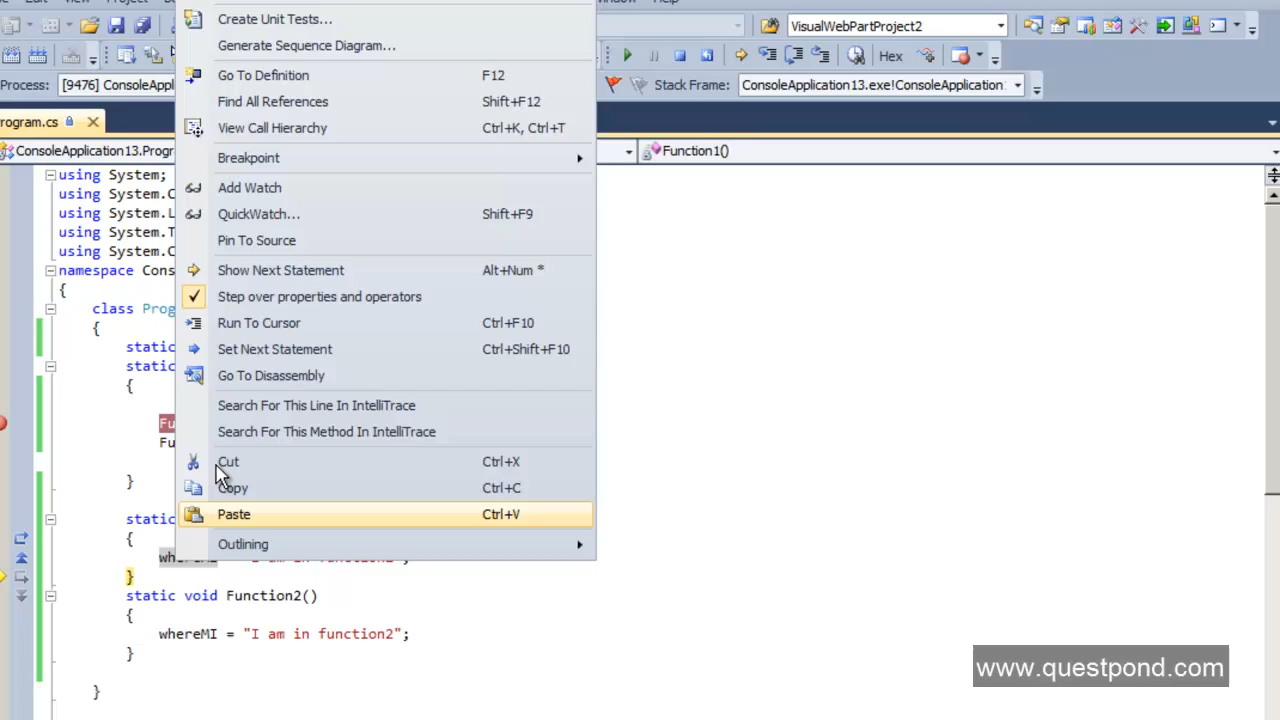 Create Unit Tests...
VisualWebPartProject2
Generate Sequence Diagram...
Hex
Go To Definition F12
Process: [9476] ConsoleAppl
Stack Frame: ConsoleApplication13.exe!ConsoleApplication
Find All References Shift+F12
rogram.cs
View Call Hierarchy Ctrl+K, Ctrl+T
ConsoleApplication13.Progr
Function1()
Breakpoint
using System;
Add Watch
using System.C
QuickWatch... Shift+F9
using System.L
using System.T
Pin To Source
using System.C
namespace Cons
Show Next Statement Alt+Num *
{
Step over properties and operators
class Prog
Run To Cursor Ctrl+F10
{
static
Set Next Statement Ctrl+Shift+F10
static
Go To Disassembly
{
Search For This Line In IntelliTrace
Fu
Search For This Method In IntelliTrace
Fu
Cut Ctrl+X
}
Copy Ctrl+C
static
Paste Ctrl+V
{
Outlining
}
static void Function2()
{
whereMI = "I am in function2";
}
}
www.questpond.com